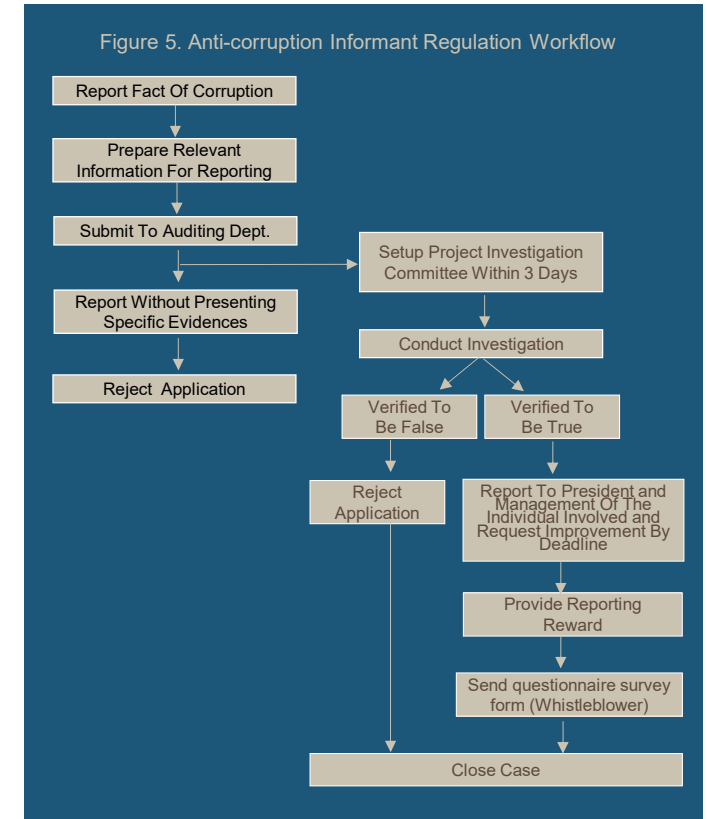 Figure 5. Anti-corruption Informant Regulation Workflow
Report Fact Of Corruption
Prepare Relevant
Information For Reporting
Submit To Auditing Dept.
Report Without Presenting
Specific Evidences
Reject Application
Setup Project Investigation
Committee Within 3 Days
Conduct Investigation
Verified To
Be False
Verified To
Be True
Reject
Application
Report To President and
Management Of The
Individual Involved and
Request Improvement By
Deadline
Provide Reporting
Reward
Send questionnaire survey
form (Whistleblower)
Close Case